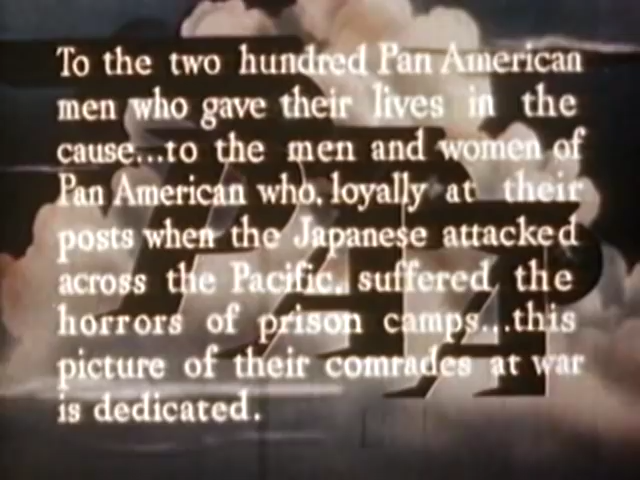 To the two hundred Pan American
men who gave their lives in the
cause...to the men and women of
Pan American who, loyally at their
posts when the Japanese attacked
across the Pacific, suffered the
horrors of prison camps...this
picture of their comrades at war
is dedicated.
PAA